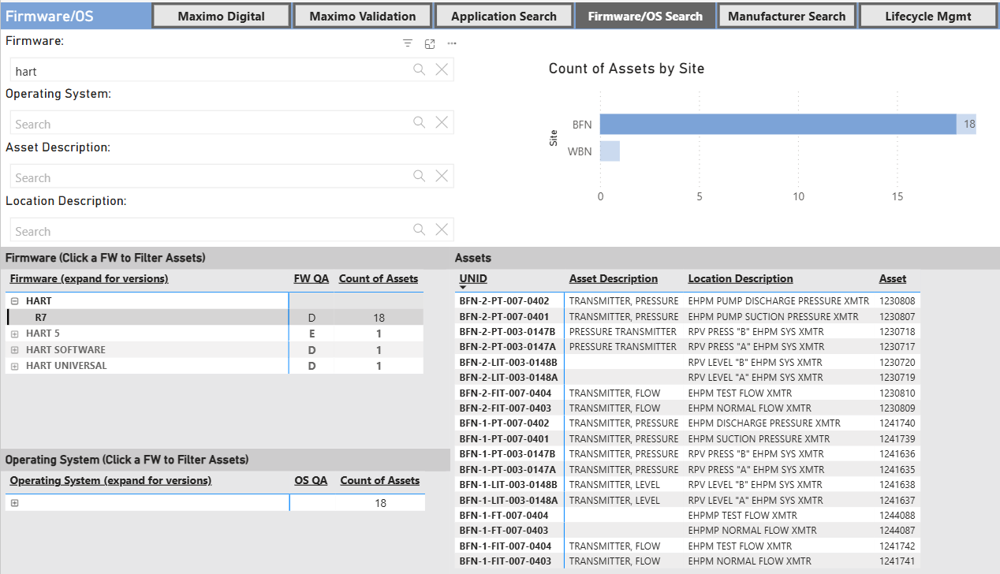 Firmware/OS Maximo Digital Maximo Validation Application Search Firmware/OS Search Manufacturer Search Lifecycle Mgmt
Firmware:
hart
Operating System:
Search
Asset Description:
Search
Location Description:
Search
Count of Assets by Site
Site
BFN 18
WBN
0 5 10 15
Firmware (Click a FW to Filter Assets)
Firmware (expand for versions) FW QA Count of Assets
HART
R7 D 18
HART 5 E 1
HART SOFTWARE D 1
HART UNIVERSAL D 1
Operating System (Click a FW to Filter Assets)
Operating System (expand for versions) OS QA Count of Assets
18
Assets
UNID Asset Description Location Description Asset
BFN-2-PT-007-0402 TRANSMITTER, PRESSURE EHPM PUMP DISCHARGE PRESSURE XMTR 1230808
BFN-2-PT-007-0401 TRANSMITTER, PRESSURE EHPM PUMP SUCTION PRESSURE XMTR 1230807
BFN-2-PT-003-0147B PRESSURE TRANSMITTER RPV PRESS "B" EHPM SYS XMTR 1230718
BFN-2-PT-003-0147A PRESSURE TRANSMITTER RPV PRESS "A" EHPM SYS XMTR 1230717
BFN-2-LIT-003-0148B RPV LEVEL "B" EHPM SYS XMTR 1230720
BFN-2-LIT-003-0148A RPV LEVEL "A" EHPM SYS XMTR 1230719
BFN-2-FIT-007-0404 TRANSMITTER, FLOW EHPM TEST FLOW XMTR 1230810
BFN-2-FIT-007-0403 TRANSMITTER, FLOW EHPM NORMAL FLOW XMTR 1230809
BFN-1-PT-007-0402 TRANSMITTER, PRESSURE EHPM DISCHARGE PRESSURE XMTR 1241740
BFN-1-PT-007-0401 TRANSMITTER, PRESSURE EHPM SUCTION PRESSURE XMTR 1241739
BFN-1-PT-003-0147B TRANSMITTER, PRESSURE RPV PRESS "B" EHPM SYS XMTR 1241636
BFN-1-PT-003-0147A TRANSMITTER, PRESSURE RPV PRESS "A" EHPM SYS XMTR 1241635
BFN-1-LIT-003-0148B TRANSMITTER, LEVEL RPV LEVEL "B" EHPM SYS XMTR 1241638
BFN-1-LIT-003-0148A TRANSMITTER, LEVEL RPV LEVEL "A" EHPM SYS XMTR 1241637
BFN-1-FT-007-0404 EHPMP TEST FLOW XMTR 1244088
BFN-1-FT-007-0403 EHPMP NORMAL FLOW XMTR 1244087
BFN-1-FIT-007-0404 TRANSMITTER, FLOW EHPM TEST FLOW XMTR 1241742
BFN-1-FIT-007-0403 TRANSMITTER, FLOW EHPM NORMAL FLOW XMTR 1241741